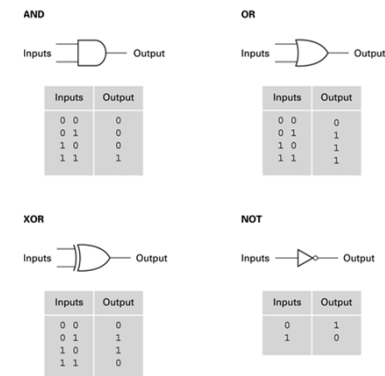 AND
Inputs Output
Inputs Output
0 0 0
0 1 0
1 0 0
1 1 1
OR
Inputs Output
Inputs Output
0 0 0
0 1 1
1 0 1
1 1 1
XOR
Inputs Output
Inputs Output
0 0 0
0 1 1
1 0 1
1 1 0
NOT
Inputs Output
Inputs Output
0 1
1 0